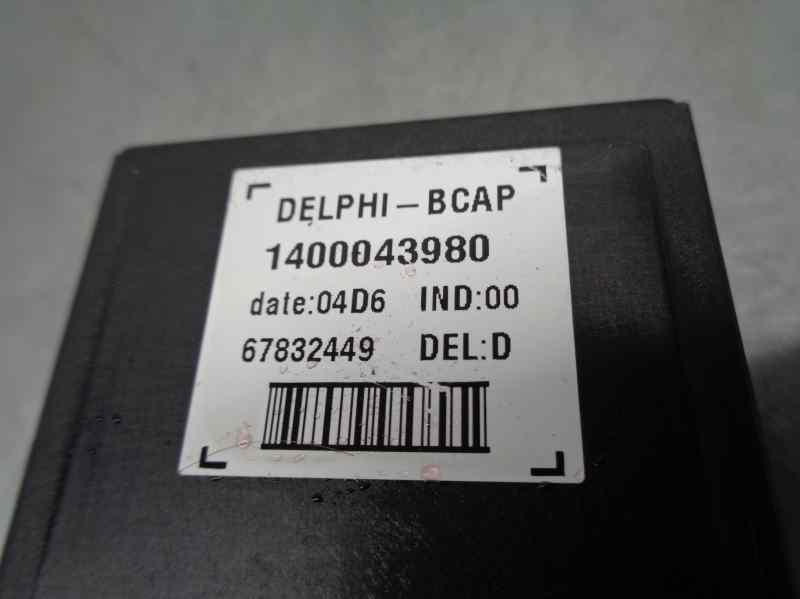 DELPHI-BCAP
1400043980
date:04D6 IND:00
67832449 DEL:D